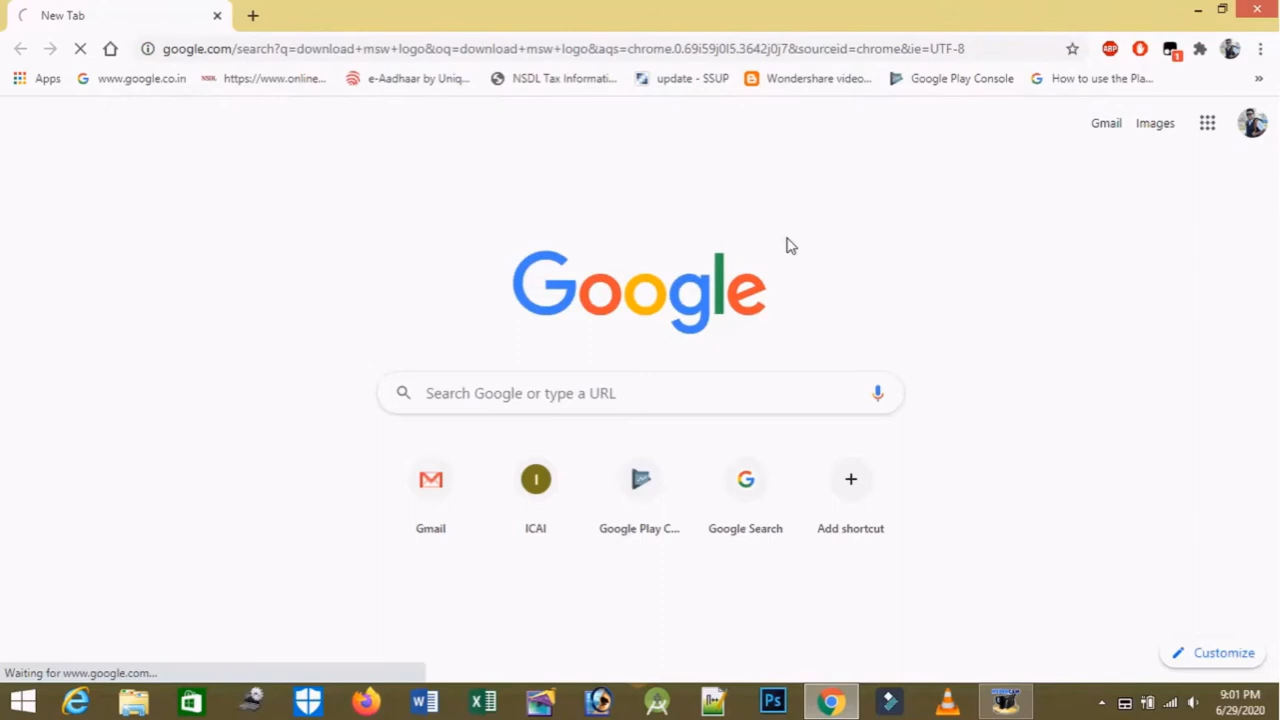 New Tab
google.com/search?q=download+msw+logo&oq=download+msw+logo&aqs=chrome.0.69i59j0l5.3642j0j7&sourceid=chrome&ie=UTF-8
1
Apps www.google.co.in https://www.online... e-Aadhaar by Uniq... NSDL Tax Informati... update - SSUP Wondershare video... Google Play Console How to use the Pla... »
Gmail Images
Google
Search Google or type a URL
Gmail ICAI Google Play C... Google Search Add shortcut
Customize
Waiting for www.google.com...
9:01 PM
6/29/2020